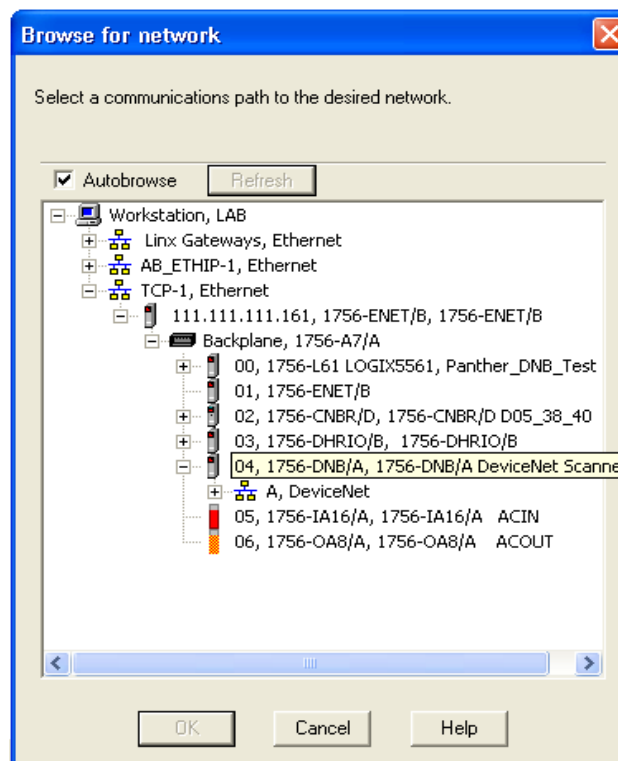 Browse for network
Select a communications path to the desired network.
Autobrowse Refresh
Workstation, LAB
Linx Gateways, Ethernet
AB_ETHIP-1, Ethernet
TCP-1, Ethernet
111.111.111.161, 1756-ENET/B, 1756-ENET/B
Backplane, 1756-A7/A
00, 1756-L61 LOGIX5561, Panther_DNB_Test
01, 1756-ENET/B
02, 1756-CNBR/D, 1756-CNBR/D D05_38_40
03, 1756-DHRIO/B, 1756-DHRIO/B
04, 1756-DNB/A, 1756-DNB/A DeviceNet Scanne
A, DeviceNet
05, 1756-IA16/A, 1756-IA16/A ACIN
06, 1756-OA8/A, 1756-OA8/A ACOUT
OK Cancel Help